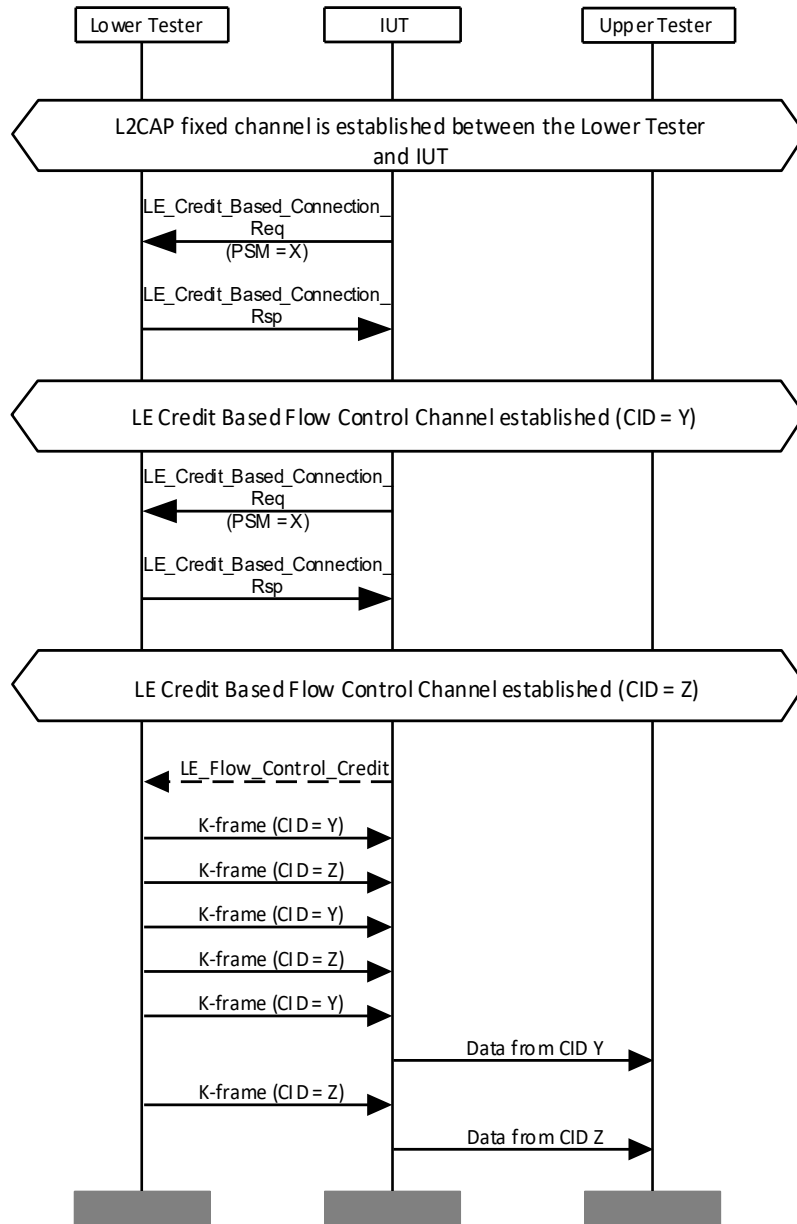 Lower Tester
IUT
Upper Tester
L2CAP fixed channel is established between the Lower Tester
and IUT
LE_Credit_Based_Connection_
Req
(PSM = X)
LE_Credit_Based_Connection_
Rsp
LE Credit Based Flow Control Channel established (CID = Y)
LE_Credit_Based_Connection_
Req
(PSM = X)
LE_Credit_Based_Connection_
Rsp
LE Credit Based Flow Control Channel established (CID = Z)
LE_Flow_Control_Credit
K-frame (CID = Y)
K-frame (CID = Z)
K-frame (CID = Y)
K-frame (CID = Z)
K-frame (CID = Y)
Data from CID Y
K-frame (CID = Z)
Data from CID Z